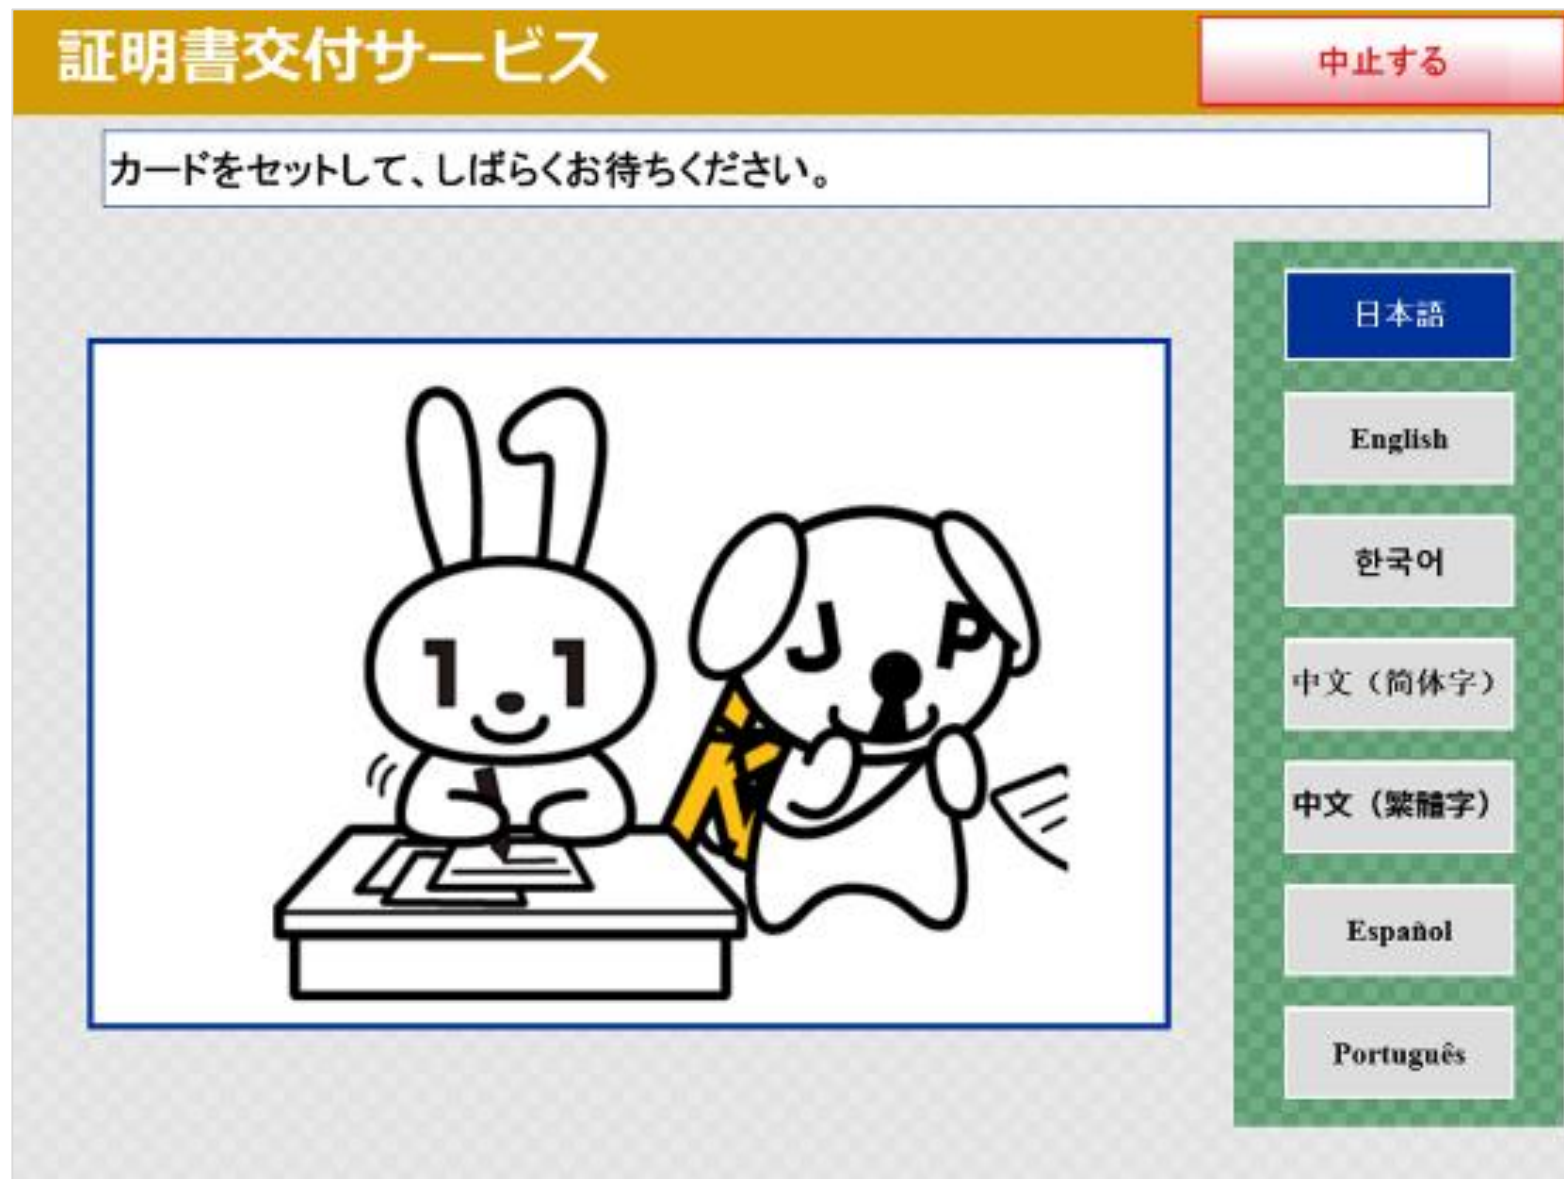 証明書交付サービス
中止する
カードをセットして、しばらくお待ちください。
日本語
English
한국어
中文（简体字）
中文（繁體字）
Español
Português
1 1
J P